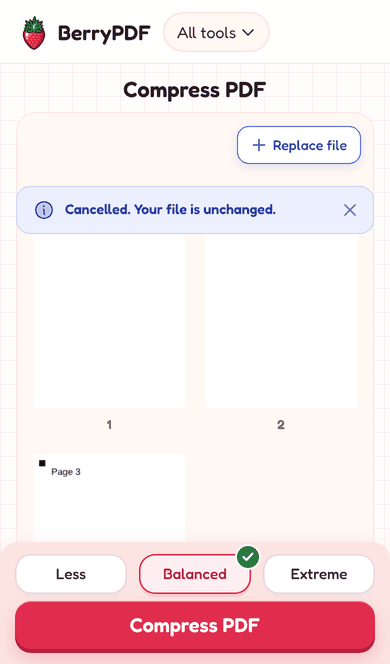 BerryPDF
All tools
Compress PDF
Replace file
Cancelled. Your file is unchanged.
1
2
Page 3
Less
Balanced
Extreme
Compress PDF